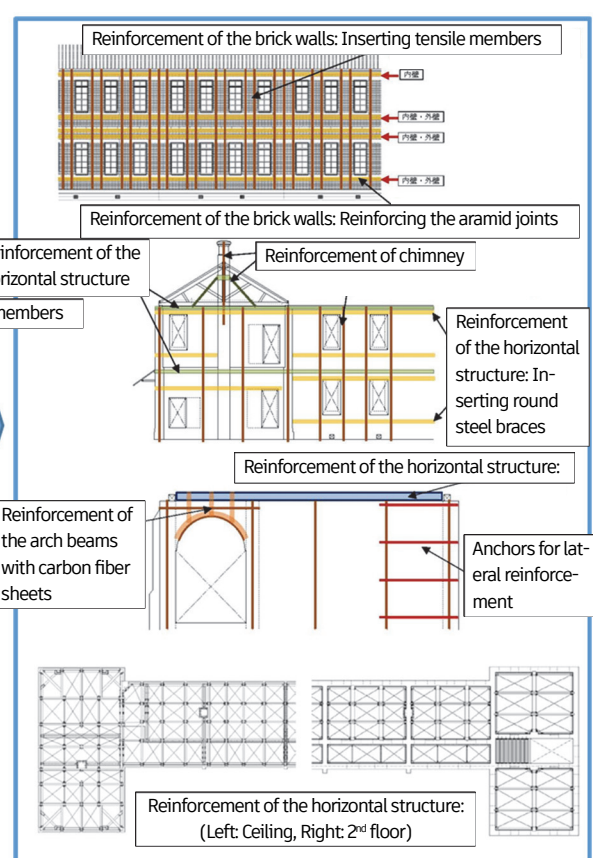 Reinforcement of the brick walls: Inserting tensile members
内壁
内壁・外壁
内壁・外壁
内壁・外壁
Reinforcement of the brick walls: Reinforcing the aramid joints
inforcement of the
rizontal structure
members
Reinforcement of chimney
Reinforcement
of the horizontal
structure: In-
serting round
steel braces
Reinforcement of the horizontal structure:
Reinforcement of
the arch beams
with carbon fiber
sheets
Anchors for lat-
eral reinforce-
ment
Reinforcement of the horizontal structure:
(Left: Ceiling, Right: 2nd floor)